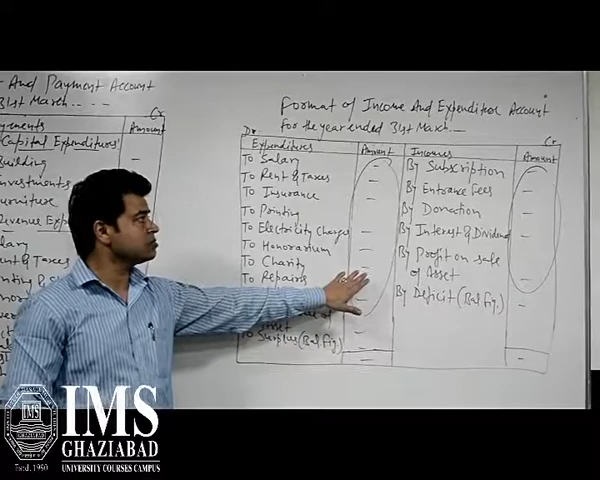 And Payment Account
31st March....
Cr
Amount
Capital Expenditures'
Building
Investments
Furniture
Revenue
Format of Income And Expenditure Account
for the year ended 31st March....
Dr. Cr
Expenditures Amount Incomes Amount
To Salary By Subscription
To Rent & Taxes By Entrance fees
To Insurance By Donation
To Printing By Interest & Dividend
To Electricity Charges By Profit on sale
To Honorarium of Asset
To Charity By Deficit (Bal fig.)
To Repairs
To Surplus (Bal fig)
IMS
GHAZIABAD
UNIVERSITY COURSES CAMPUS
Estd. 1990